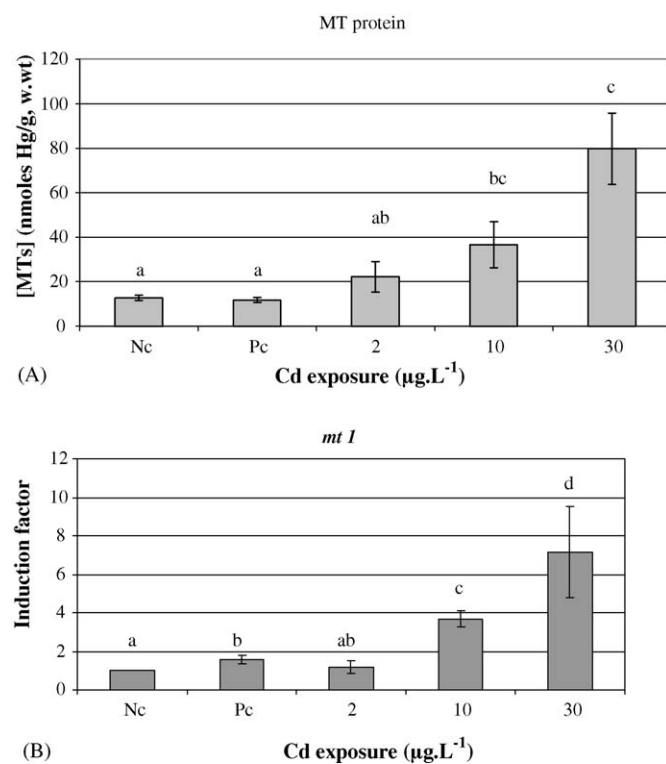 MT protein
120
100
80
60
40
20
0
[MTs] (nmoles Hg/g, w.wt)
a
a
ab
bc
c
Nc Pc 2 10 30
(A) Cd exposure (µg.L⁻¹)
mt 1
12
10
8
6
4
2
0
Induction factor
a
b
ab
c
d
Nc Pc 2 10 30
(B) Cd exposure (µg.L⁻¹)